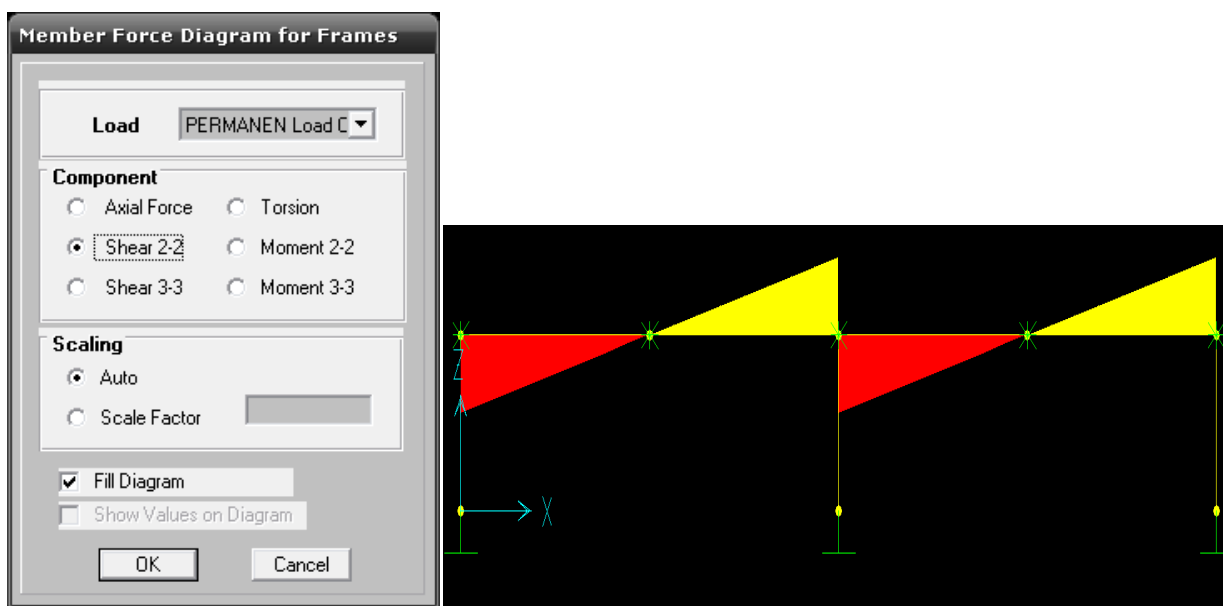 Member Force Diagram for Frames
Load PERMANEN Load C
Component
Axial Force Torsion
Shear 2-2 Moment 2-2
Shear 3-3 Moment 3-3
Scaling
Auto
Scale Factor
Fill Diagram
Show Values on Diagram
OK Cancel
Z
X